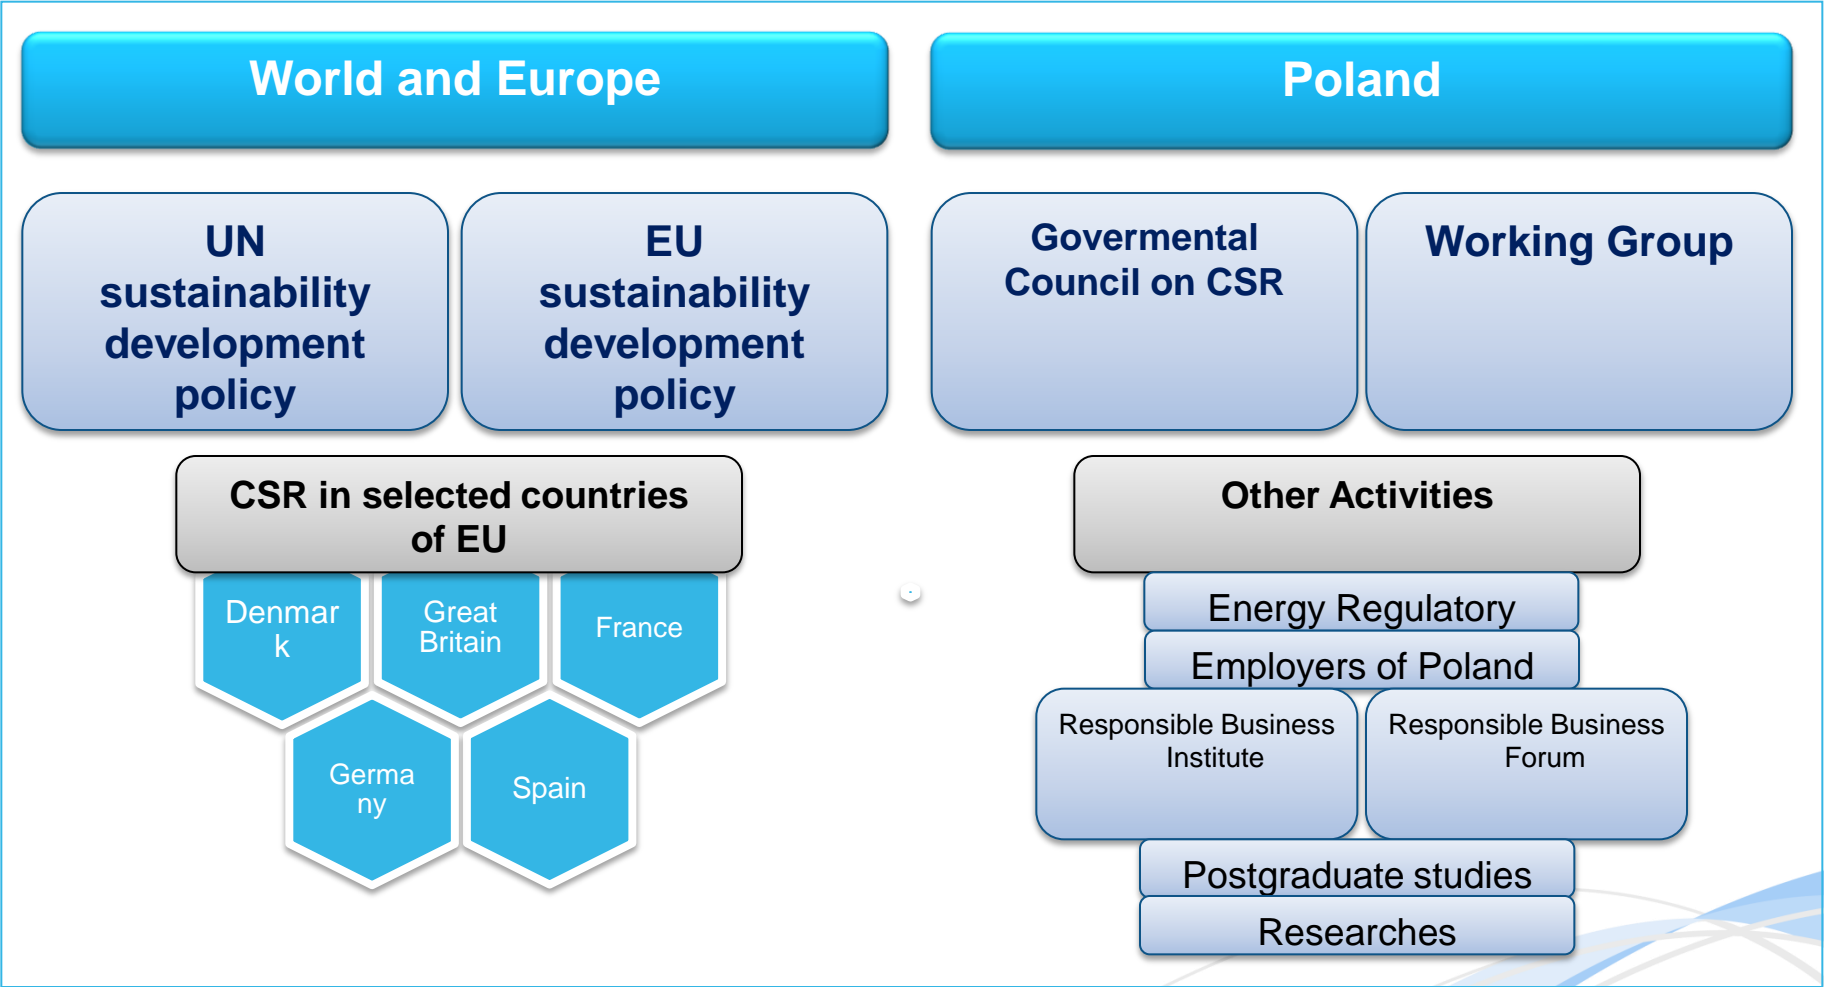 World and Europe
UN
sustainability
development
policy
EU
sustainability
development
policy
CSR in selected countries
of EU
Denmar
k
Great
Britain
France
Germa
ny
Spain
Poland
Govermental
Council on CSR
Working Group
Other Activities
Energy Regulatory
Employers of Poland
Responsible Business
Institute
Responsible Business
Forum
Postgraduate studies
Researches